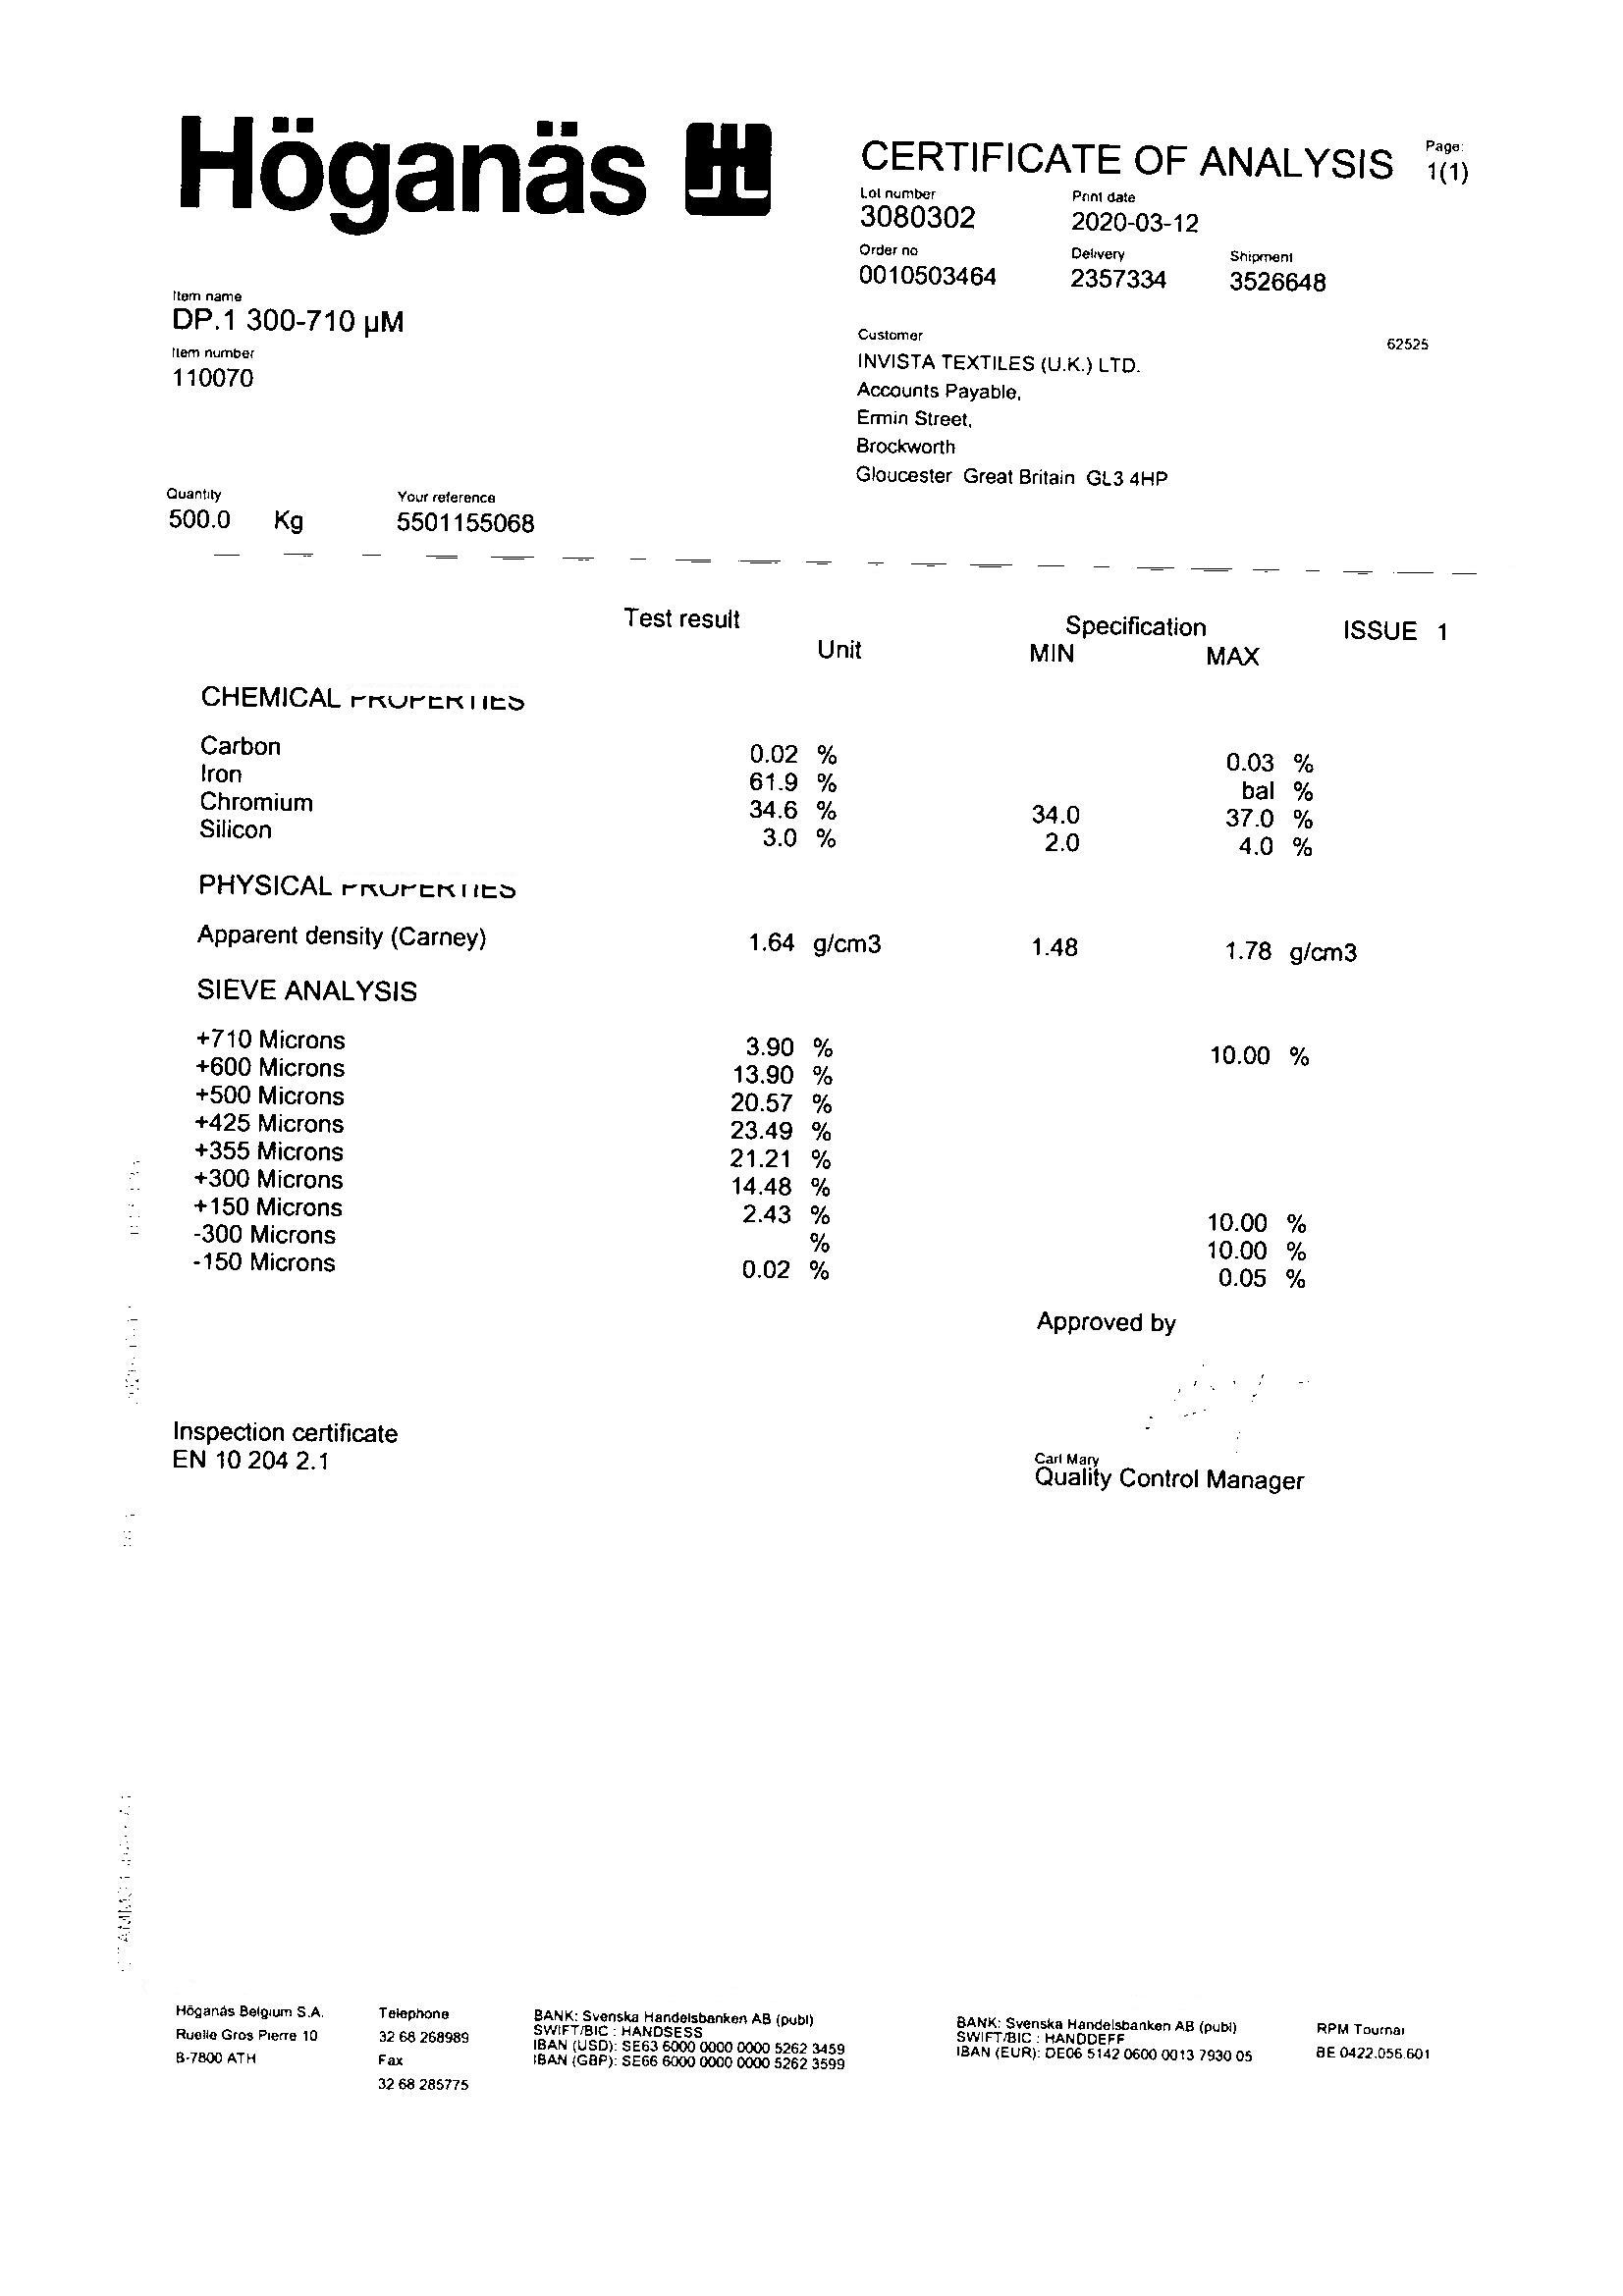 Höganäs
CERTIFICATE OF ANALYSIS
Page:
1(1)
Lot number
Print date
3080302
2020-03-12
Order no
Delivery
Shipment
0010503464
2357334
3526648
Item name
DP.1 300-710 µM
Item number
110070
Customer
62525
INVISTA TEXTILES (U.K.) LTD.
Accounts Payable,
Ermin Street,
Brockworth
Gloucester Great Britain GL3 4HP
Quantity
Your reference
500.0 Kg
5501155068
Test result
Unit
Specification
ISSUE 1
MIN
MAX
CHEMICAL PROPERTIES
Carbon 0.02 % 0.03 %
Iron 61.9 % bal %
Chromium 34.6 % 34.0 37.0 %
Silicon 3.0 % 2.0 4.0 %
PHYSICAL PROPERTIES
Apparent density (Carney) 1.64 g/cm3 1.48 1.78 g/cm3
SIEVE ANALYSIS
+710 Microns 3.90 % 10.00 %
+600 Microns 13.90 %
+500 Microns 20.57 %
+425 Microns 23.49 %
+355 Microns 21.21 %
+300 Microns 14.48 %
+150 Microns 2.43 % 10.00 %
-300 Microns % 10.00 %
-150 Microns 0.02 % 0.05 %
Approved by
Inspection certificate
EN 10 204 2.1
Carl Mary
Quality Control Manager
Höganäs Belgium S.A.
Ruelle Gros Pierre 10
B-7800 ATH
Telephone
32 68 268989
Fax
32 68 285775
BANK: Svenska Handelsbanken AB (publ)
SWIFT/BIC : HANDSESS
IBAN (USD): SE63 6000 0000 0000 5262 3459
IBAN (GBP): SE66 6000 0000 0000 5262 3599
BANK: Svenska Handelsbanken AB (publ)
SWIFT/BIC : HANDDEFF
IBAN (EUR): DE06 5142 0600 0013 7930 05
RPM Tournai
BE 0422.056.601